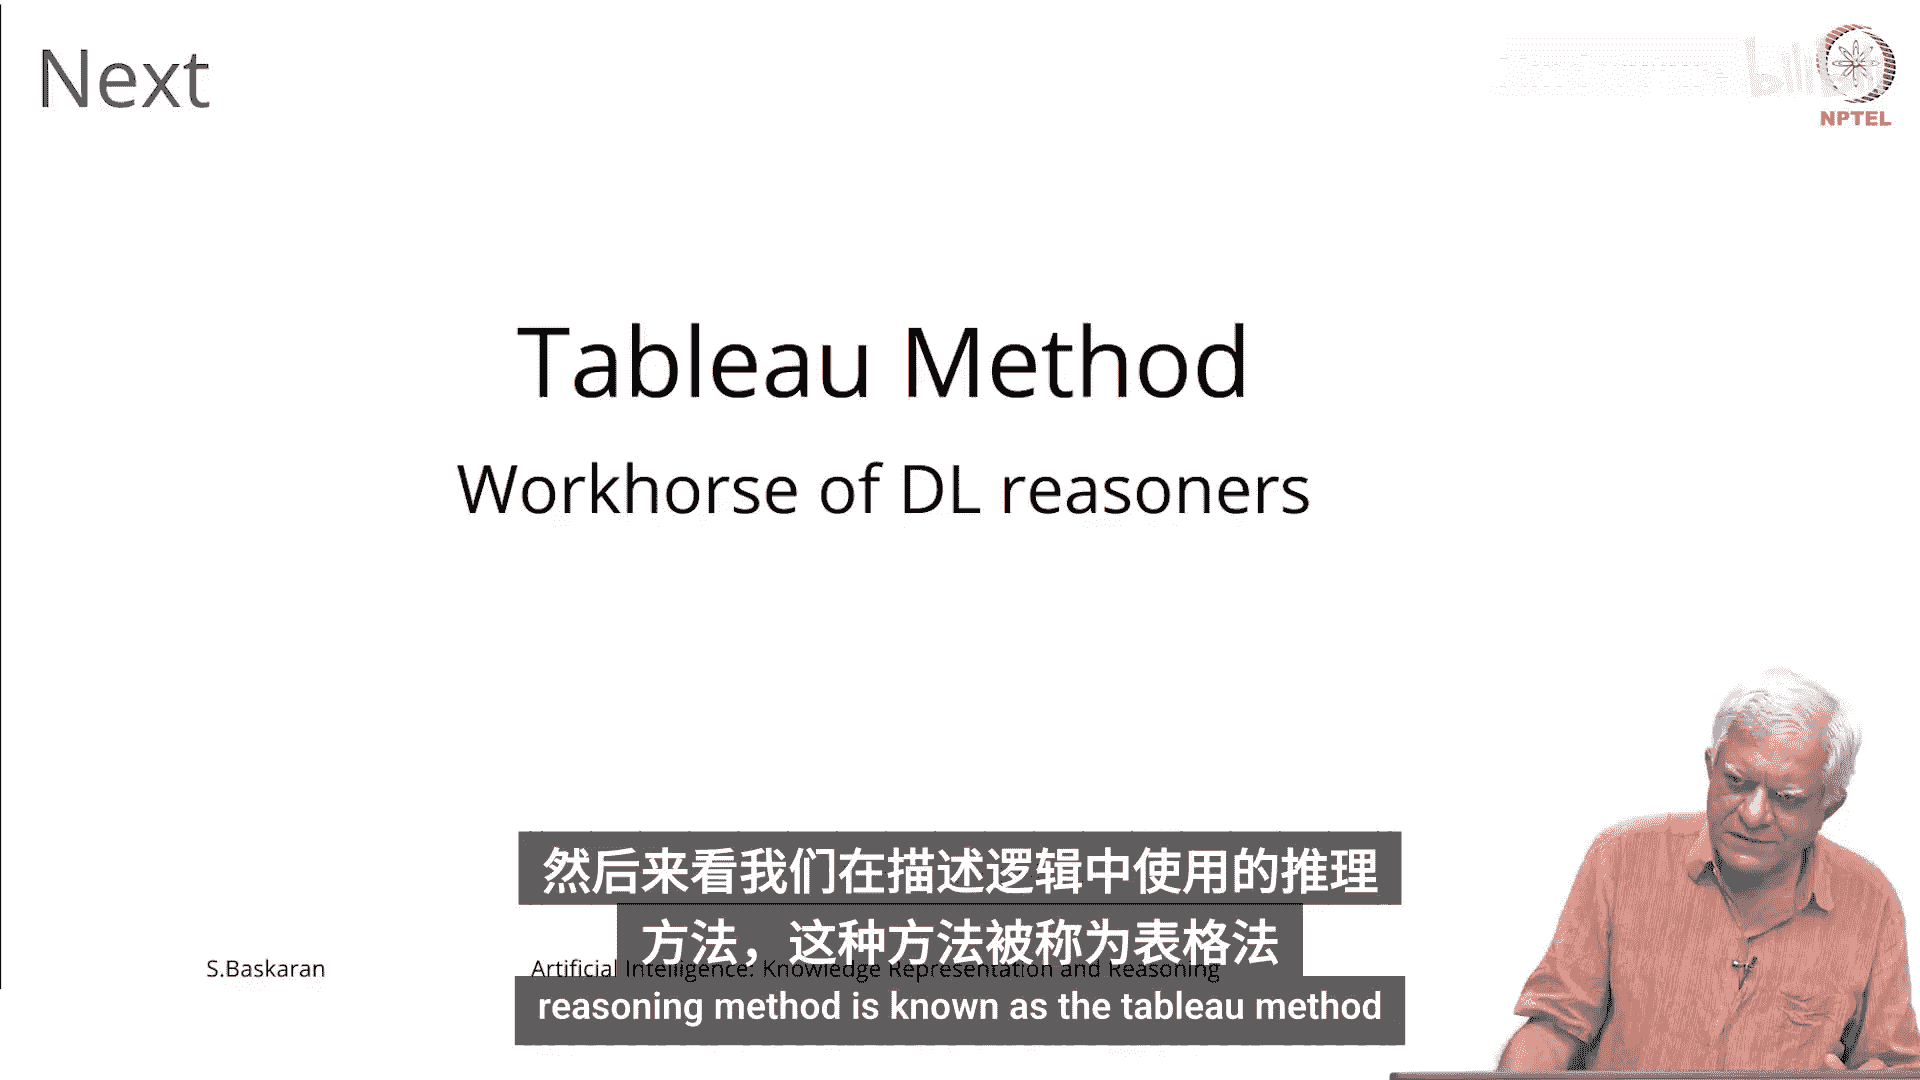 Next
NPTEL
Tableau Method
Workhorse of DL reasoners
然后来看我们在描述逻辑中使用的推理
方法，这种方法被称为表格法
S.Baskaran
Artificial Intelligence: Knowledge Representation and Reasoning
reasoning method is known as the tableau method